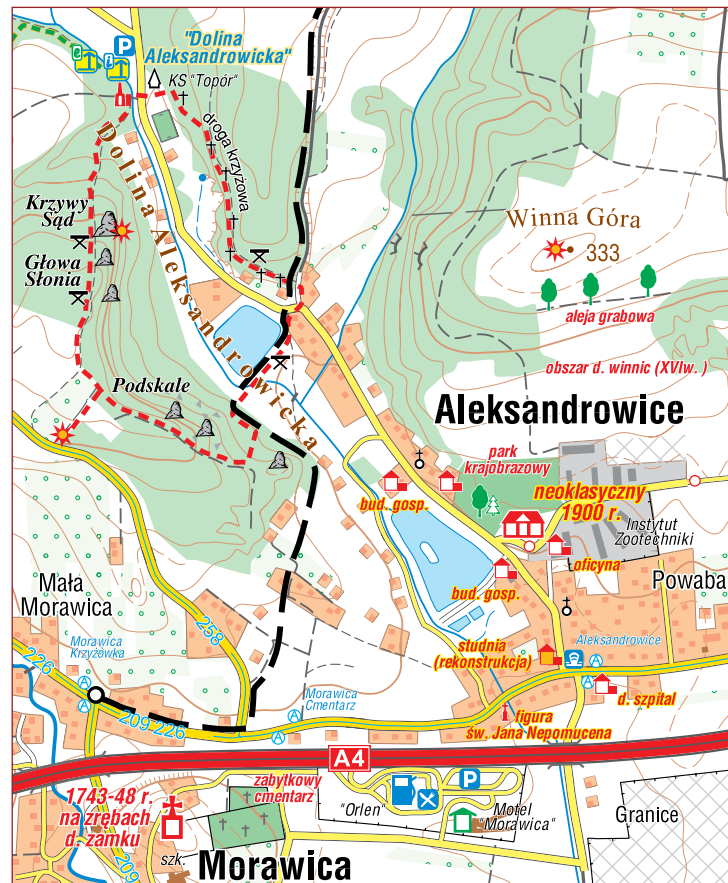 "Dolina
Aleksandrowicka"
P
e
i
KS "Topór"
droga krzyżowa
Dolina Aleksandrowicka
Krzywy
Sąd
Głowa
Słonia
Winna Góra
333
aleja grabowa
obszar d. winnic (XVIw. )
Podskale
Aleksandrowice
park
krajobrazowy
neoklasyczny
1900 r.
bud. gosp.
Instytut
Zootechniki
oficyna
bud. gosp.
Powaba
Mała
Morawica
258
Morawica
Krzyżówka
A
A
226
209 226
studnia
(rekonstrukcja)
Aleksandrowice
A
A
Morawica
Cmentarz
A
A
d. szpital
figura
św. Jana Nepomucena
A4
1743-48 r.
na zrębach
d. zamku
zabytkowy
cmentarz
P
"Orlen"
Motel
"Morawica"
Granice
szk.
209
Morawica